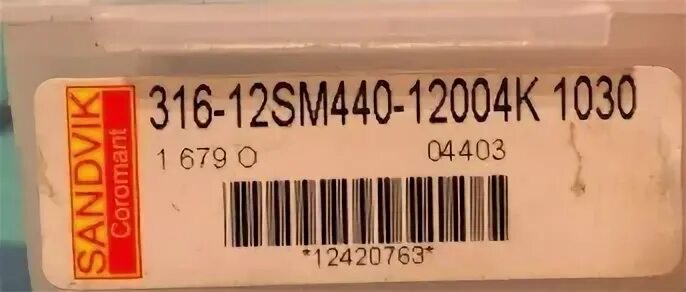 SANDVIK
Coromant
316-12SM440-12004K 1030
1 679 O 04403
*12420763*